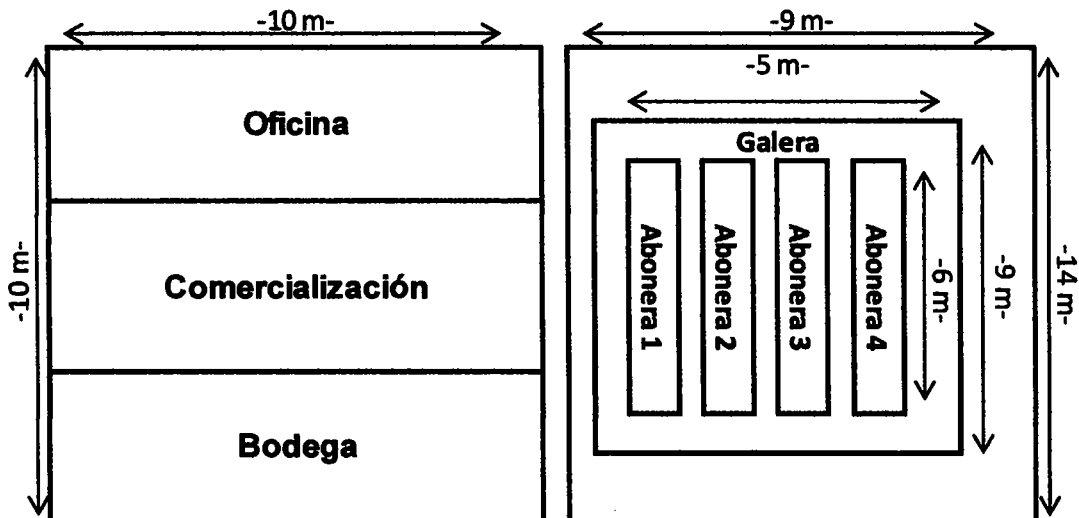 -10 m-
-9 m-
-5 m-
Oficina
Comercialización
Bodega
-10 m-
Galera
Abonera 1
Abonera 2
Abonera 3
Abonera 4
-6 m-
-9 m-
-14 m-